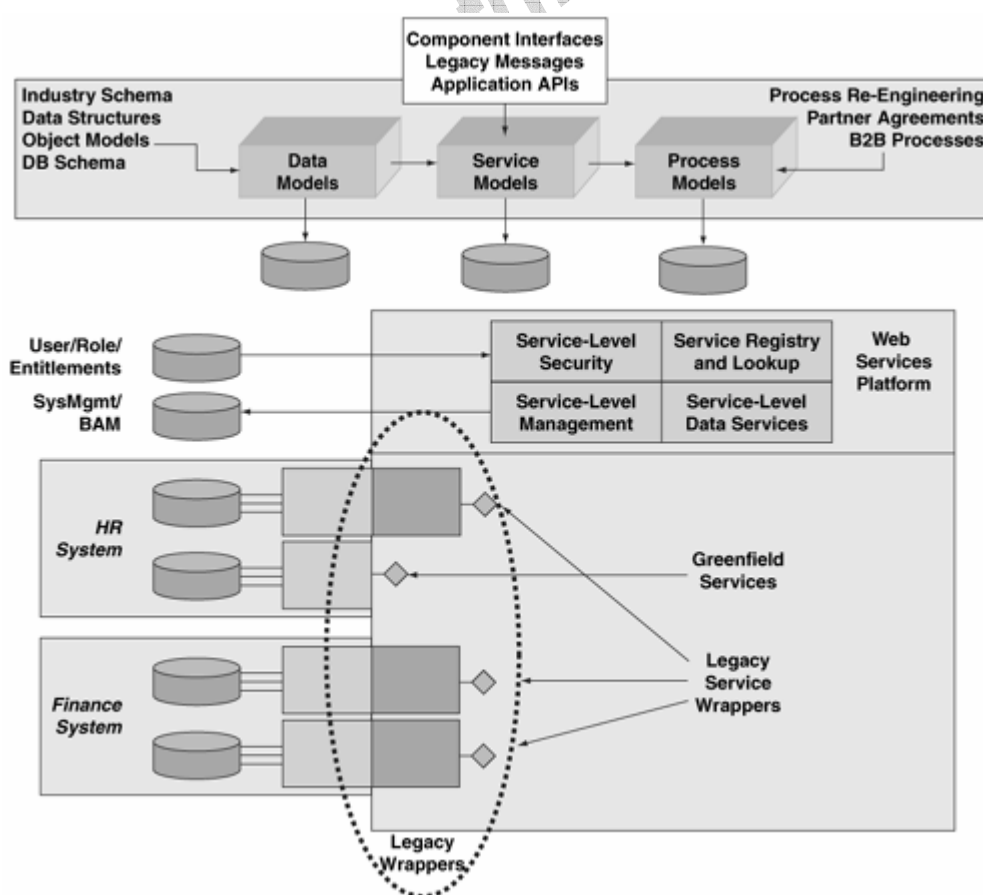 Component Interfaces
Legacy Messages
Application APIs
Industry Schema
Data Structures
Object Models
DB Schema
Process Re-Engineering
Partner Agreements
B2B Processes
Data
Models
Service
Models
Process
Models
User/Role/
Entitlements
SysMgmt/
BAM
Service-Level
Security
Service Registry
and Lookup
Service-Level
Management
Service-Level
Data Services
Web
Services
Platform
HR
System
Greenfield
Services
Finance
System
Legacy
Service
Wrappers
Legacy
Wrappers